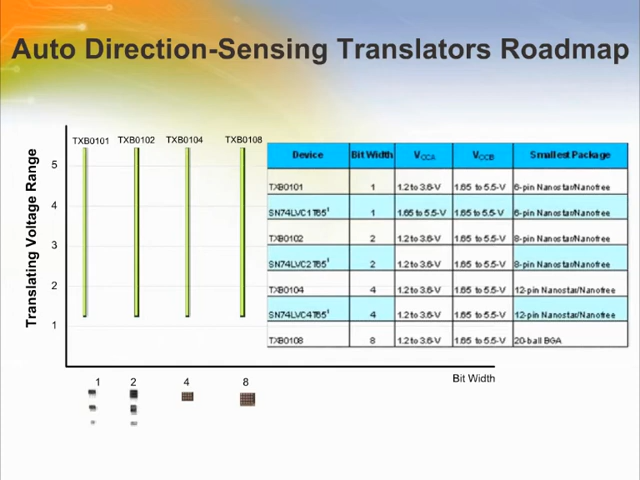 Auto Direction-Sensing Translators Roadmap
TXB0101 TXB0102 TXB0104 TXB0108
Translating Voltage Range
5
4
3
2
1
1 2 4 8
Bit Width
Device Bit Width VCCA VCCB Smallest Package
TXB0101 1 1.2 to 3.6-V 1.65 to 5.5-V 6-pin Nanostar/Nanofree
SN74LVC1T65¹ 1 1.65 to 5.5-V 1.65 to 5.5-V 6-pin Nanostar/Nanofree
TXB0102 2 1.2 to 3.6-V 1.65 to 5.5-V 8-pin Nanostar/Nanofree
SN74LVC2T65¹ 2 1.2 to 3.6-V 1.65 to 5.5-V 8-pin Nanostar/Nanofree
TXB0104 4 1.2 to 3.6-V 1.65 to 5.5-V 12-pin Nanostar/Nanofree
SN74LVC4T65¹ 4 1.2 to 3.6-V 1.65 to 5.5-V 12-pin Nanostar/Nanofree
TXB0108 8 1.2 to 3.6-V 1.65 to 5.5-V 20-ball BGA